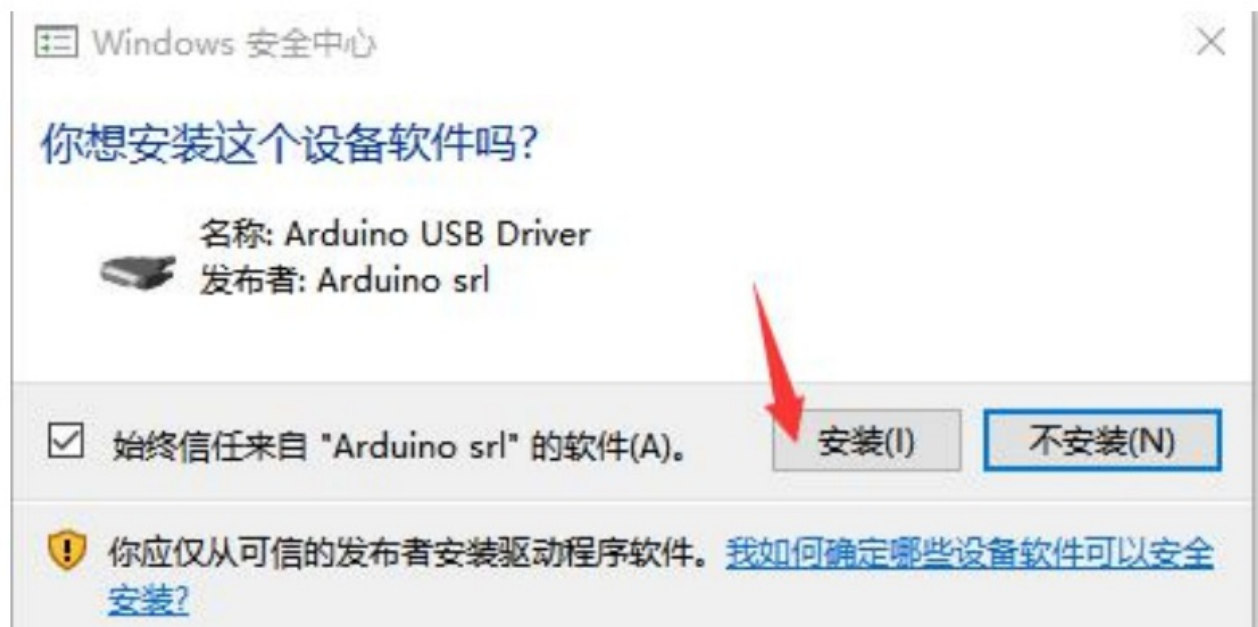 Windows 安全中心
你想安装这个设备软件吗?
名称: Arduino USB Driver
发布者: Arduino srl
始终信任来自 "Arduino srl" 的软件(A)。
安装(I)
不安装(N)
你应仅从可信的发布者安装驱动程序软件。我如何确定哪些设备软件可以安全
安装?